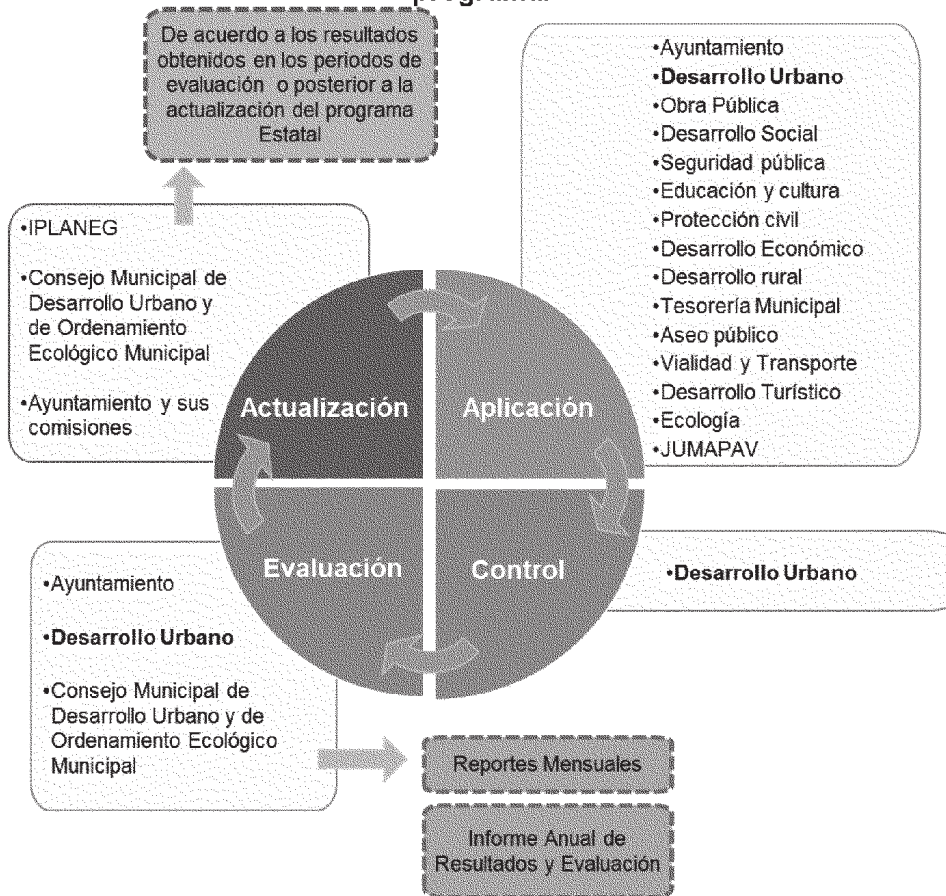 De acuerdo a los resultados
obtenidos en los periodos de
evaluación o posterior a la
actualización del programa
Estatal
•Ayuntamiento
•Desarrollo Urbano
•Obra Pública
•Desarrollo Social
•Seguridad pública
•Educación y cultura
•Protección civil
•Desarrollo Económico
•Desarrollo rural
•Tesorería Municipal
•Aseo público
•Vialidad y Transporte
•Desarrollo Turístico
•Ecología
•JUMAPAV
•IPLANEG
•Consejo Municipal de
Desarrollo Urbano y
de Ordenamiento
Ecológico Municipal
•Ayuntamiento y sus
comisiones
Actualización
Aplicación
Evaluación
Control
•Desarrollo Urbano
•Ayuntamiento
•Desarrollo Urbano
•Consejo Municipal de
Desarrollo Urbano y de
Ordenamiento Ecológico
Municipal
Reportes Mensuales
Informe Anual de
Resultados y Evaluación